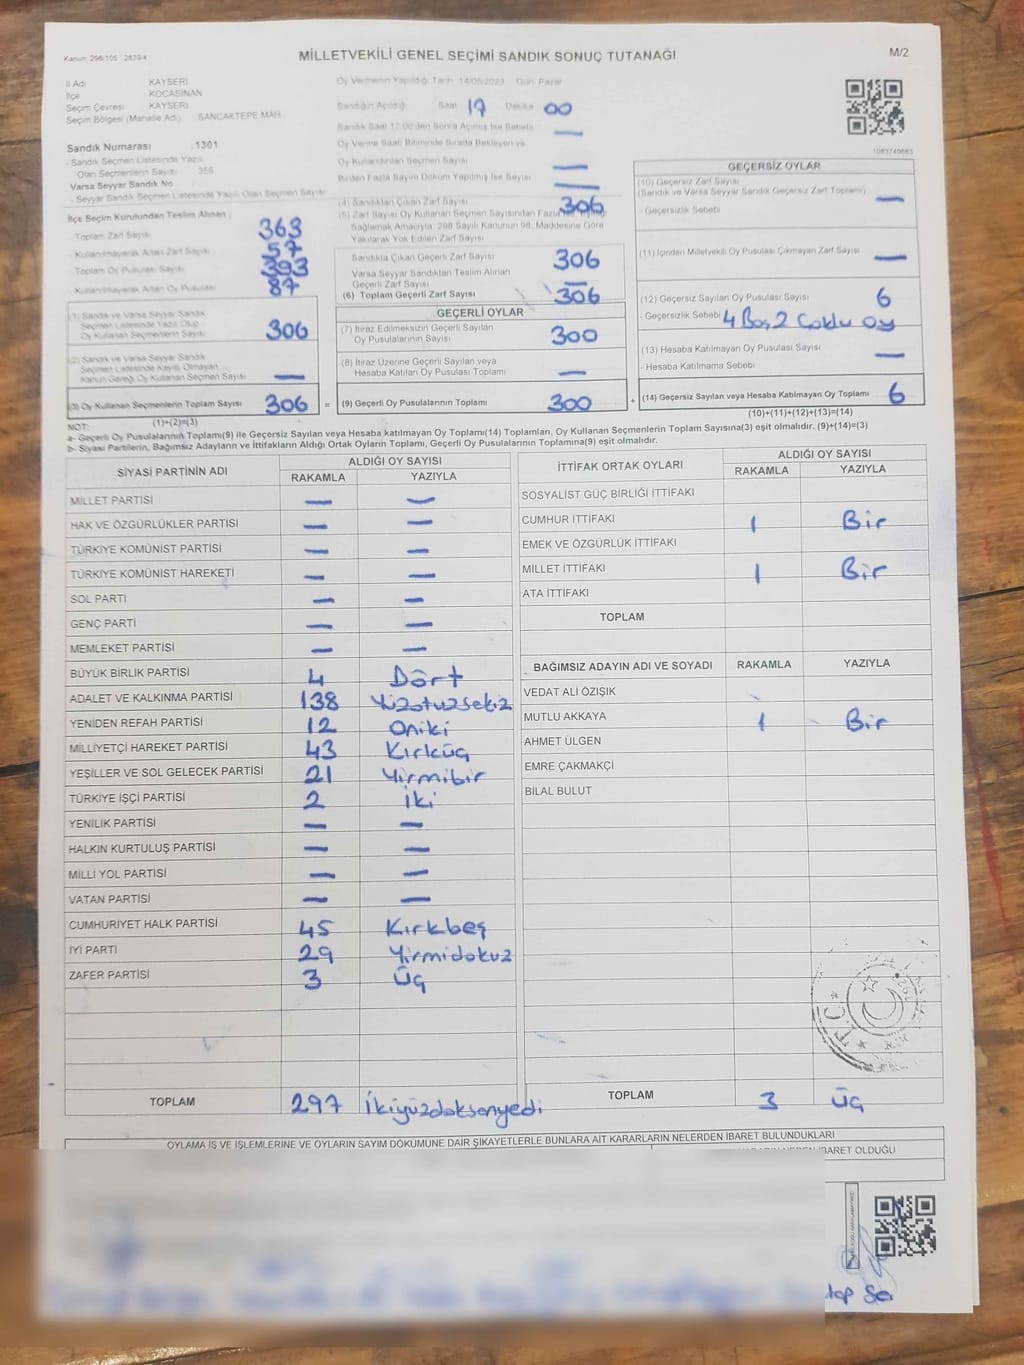 Kanun: 298/105 2839/4
MİLLETVEKİLİ GENEL SEÇİMİ SANDIK SONUÇ TUTANAĞI
M/2
İl Adı KAYSERİ
İlçe KOCASİNAN
Seçim Çevresi KAYSERİ
Seçim Bölgesi (Mahalle Adı) SANCAKTEPE MAH.
Oy Vermenin Yapıldığı Tarih: 14/05/2023 Gün: Pazar
Sandığın Açıldığı Saat 17 Dakika 00
Sandık Saat 17:00'den Sonra Açılmış İse Sebebi —
Oy Verme Saati Bitiminde Sırada Bekleyen ve
Oy Kullandırılan Seçmen Sayısı —
Birden Fazla Sayım Döküm Yapılmış İse Sayısı —
Sandık Numarası :1301
- Sandık Seçmen Listesinde Yazılı
Olan Seçmenlerin Sayısı 358
Varsa Seyyar Sandık No
- Seyyar Sandık Seçmen Listesinde Yazılı Olan Seçmen Sayısı
İlçe Seçim Kurulundan Teslim Alınan ;
- Toplam Zarf Sayısı 363
- Kullanılmayarak Artan Zarf Sayısı 57
Toplam Oy Pusulası Sayısı 393
- Kullanılmayarak Artan Oy Pusulası 87
(1) Sandık ve Varsa Seyyar Sandık
Seçmen Listesinde Yazılı Olup
Oy Kullanan Seçmenlerin Sayısı 306
(2) Sandık ve Varsa Seyyar Sandık
Seçmen Listesinde Kayıtlı Olmayan
Kanun Gereği Oy Kullanan Seçmen Sayısı —
(3) Oy Kullanan Seçmenlerin Toplam Sayısı 306 =
(1)+(2)=(3)
(4) Sandıktan Çıkan Zarf Sayısı 306
(5) Zarf Sayısı Oy Kullanan Seçmen Sayısından Fazla
Sağlamak Amacıyla, 298 Sayılı Kanunun 98. Maddesine Göre
Yakılarak Yok Edilen Zarf Sayısı
Sandıkta Çıkan Geçerli Zarf Sayısı 306
Varsa Seyyar Sandıktan Teslim Alınan
Geçerli Zarf Sayısı —
(6) Toplam Geçerli Zarf Sayısı 306
GEÇERLİ OYLAR
(7) İtiraz Edilmeksizin Geçerli Sayılan
Oy Pusulalarının Sayısı 300
(8) İtiraz Üzerine Geçerli Sayılan veya
Hesaba Katılan Oy Pusulası Toplamı —
(9) Geçerli Oy Pusulalarının Toplamı 300 +
1083740663
GEÇERSİZ OYLAR
(10) Geçersiz Zarf Sayısı
(Sandık ve Varsa Seyyar Sandık Geçersiz Zarf Toplamı) —
- Geçersizlik Sebebi
(11) İçinden Milletvekili Oy Pusulası Çıkmayan Zarf Sayısı —
(12) Geçersiz Sayılan Oy Pusulası Sayısı 6
- Geçersizlik Sebebi 4 Boş 2 Çoklu oy
(13) Hesaba Katılmayan Oy Pusulası Sayısı —
- Hesaba Katılmama Sebebi
(14) Geçersiz Sayılan veya Hesaba Katılmayan Oy Toplamı 6
(10)+(11)+(12)+(13)=(14)
NOT:
a- Geçerli Oy Pusulalarının Toplamı(9) ile Geçersiz Sayılan veya Hesaba katılmayan Oy Toplamı(14) Toplamları, Oy Kullanan Seçmenlerin Toplam Sayısına(3) eşit olmalıdır. (9)+(14)=(3)
b- Siyasi Partilerin, Bağımsız Adayların ve İttifakların Aldığı Ortak Oyların Toplamı, Geçerli Oy Pusulalarının Toplamına(9) eşit olmalıdır.
SİYASİ PARTİNİN ADI ALDIĞI OY SAYISI
RAKAMLA YAZIYLA
MİLLET PARTİSİ — —
HAK VE ÖZGÜRLÜKLER PARTİSİ — —
TÜRKİYE KOMÜNİST PARTİSİ — —
TÜRKİYE KOMÜNİST HAREKETİ — —
SOL PARTİ — —
GENÇ PARTİ — —
MEMLEKET PARTİSİ — —
BÜYÜK BİRLİK PARTİSİ 4 Dört
ADALET VE KALKINMA PARTİSİ 138 Yüzotuzsekiz
YENİDEN REFAH PARTİSİ 12 Oniki
MİLLİYETÇİ HAREKET PARTİSİ 43 Kırküç
YEŞİLLER VE SOL GELECEK PARTİSİ 21 Yirmibir
TÜRKİYE İŞÇİ PARTİSİ 2 İki
YENİLİK PARTİSİ — —
HALKIN KURTULUŞ PARTİSİ — —
MİLLİ YOL PARTİSİ — —
VATAN PARTİSİ — —
CUMHURİYET HALK PARTİSİ 45 Kırkbeş
İYİ PARTİ 29 Yirmidokuz
ZAFER PARTİSİ 3 Üç
TOPLAM 297 İkiyüzdoksanyedi
İTTİFAK ORTAK OYLARI ALDIĞI OY SAYISI
RAKAMLA YAZIYLA
SOSYALİST GÜÇ BİRLİĞİ İTTİFAKI
CUMHUR İTTİFAKI 1 Bir
EMEK VE ÖZGÜRLÜK İTTİFAKI
MİLLET İTTİFAKI 1 Bir
ATA İTTİFAKI
TOPLAM
BAĞIMSIZ ADAYIN ADI VE SOYADI RAKAMLA YAZIYLA
VEDAT ALİ ÖZIŞIK
MUTLU AKKAYA 1 Bir
AHMET ÜLGEN
EMRE ÇAKMAKÇİ
BİLAL BULUT
T.C.
TOPLAM 3 Üç
OYLAMA İŞ VE İŞLEMLERİNE VE OYLARIN SAYIM DÖKÜMÜNE DAİR ŞİKAYETLERLE BUNLARA AİT KARARLARIN NELERDEN İBARET BULUNDUKLARI
İBARET OLDUĞU